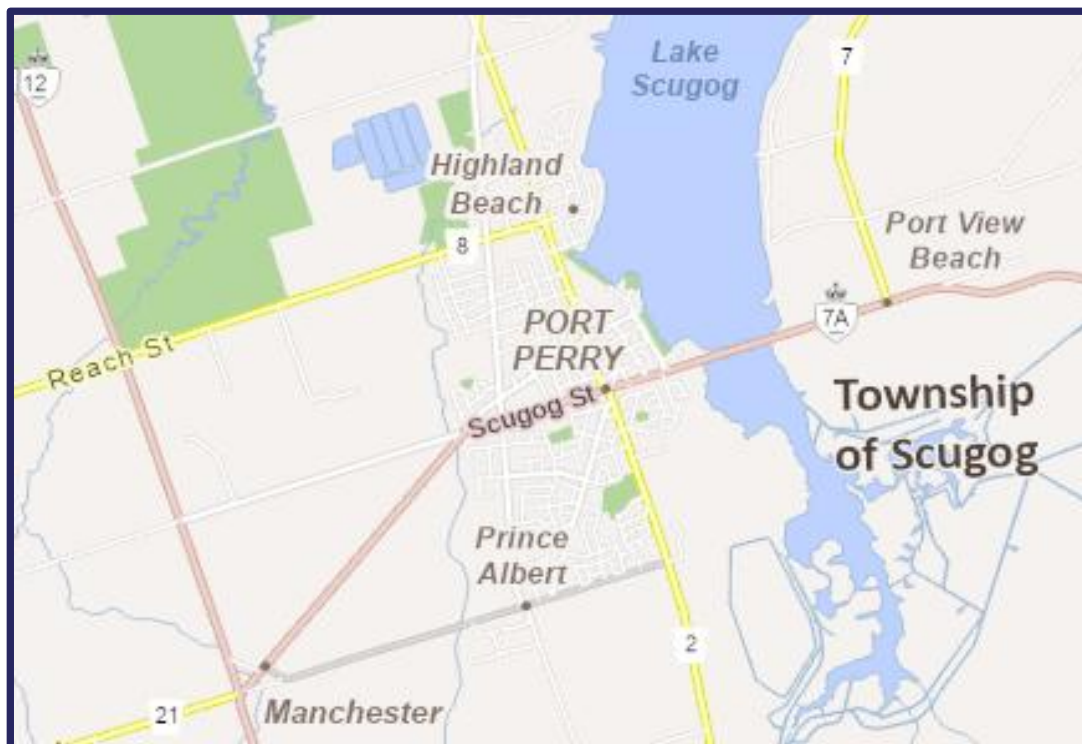 12
Lake
Scugog
7
Highland
Beach
8
Port View
Beach
7A
PORT
PERRY
Reach St
Scugog St
Township
of Scugog
Prince
Albert
2
21
Manchester